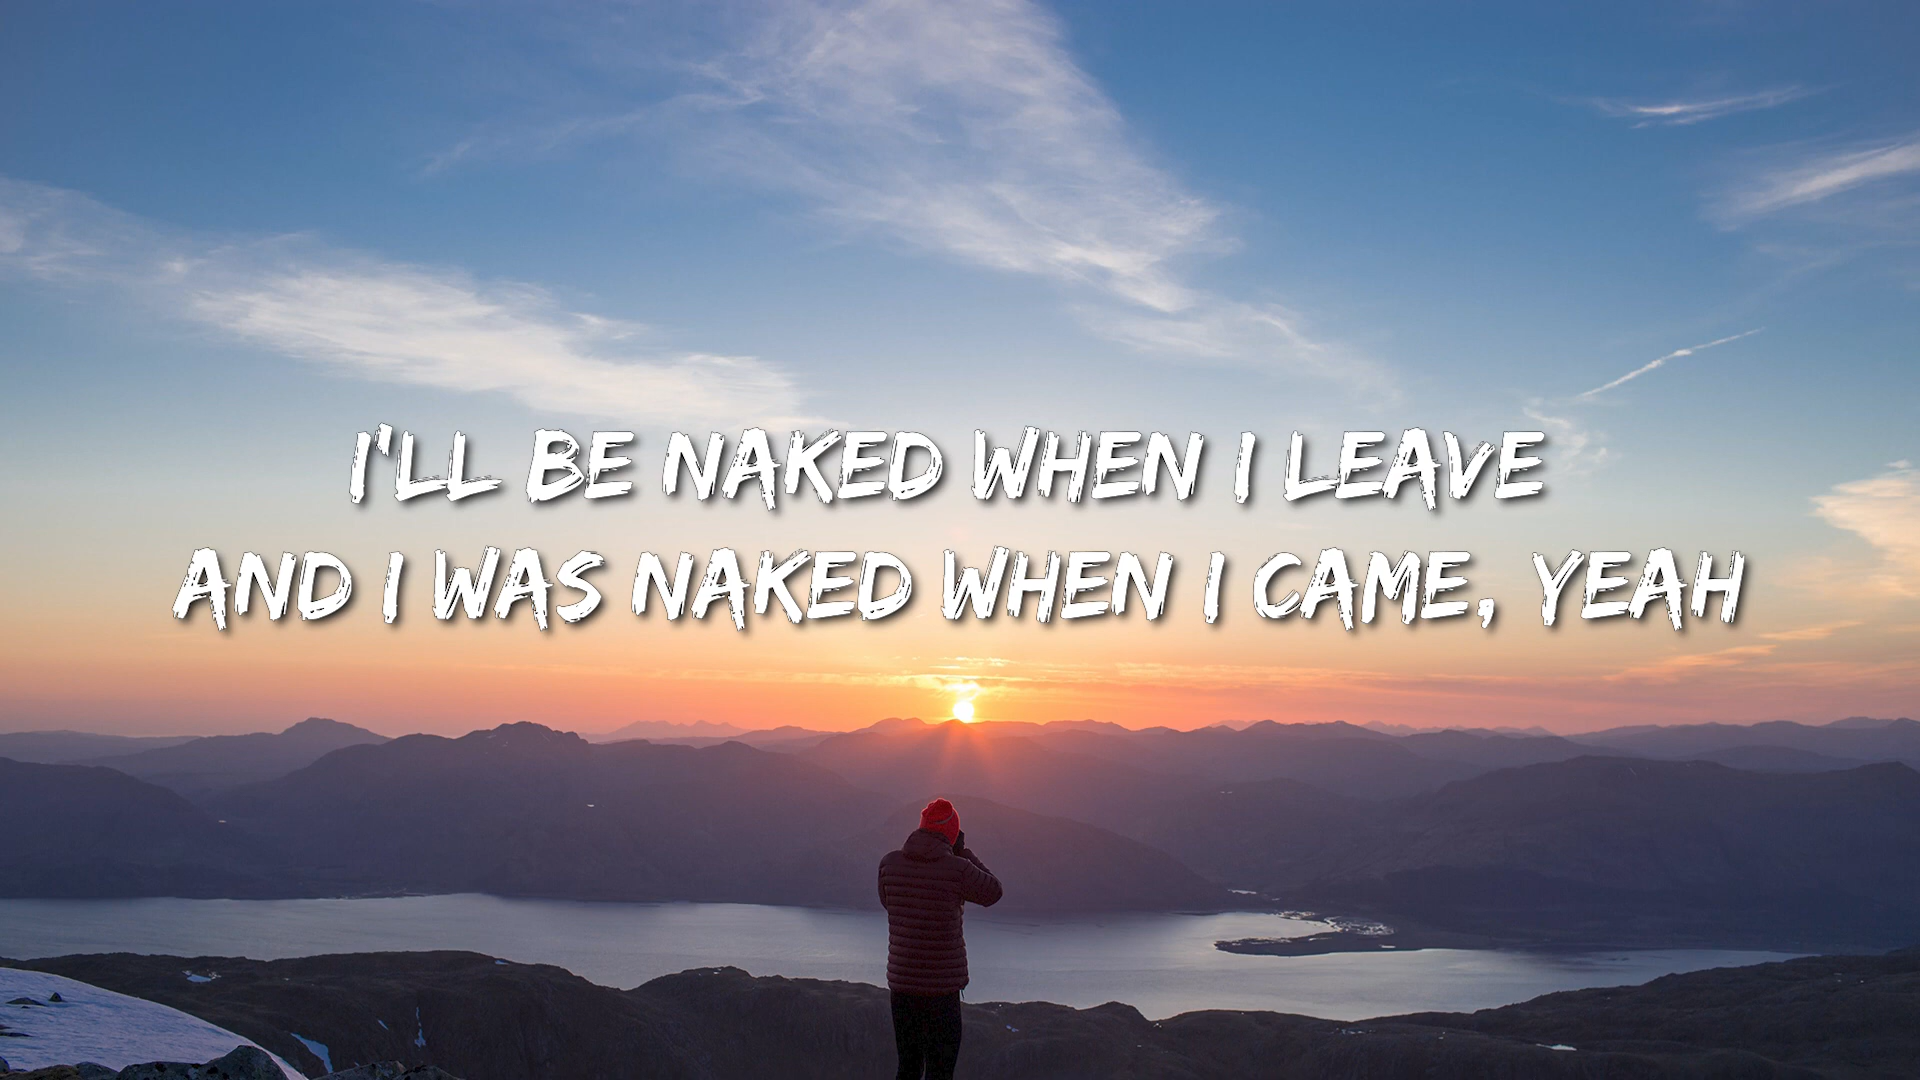 I'LL BE NAKED WHEN I LEAVE
AND I WAS NAKED WHEN I CAME, YEAH